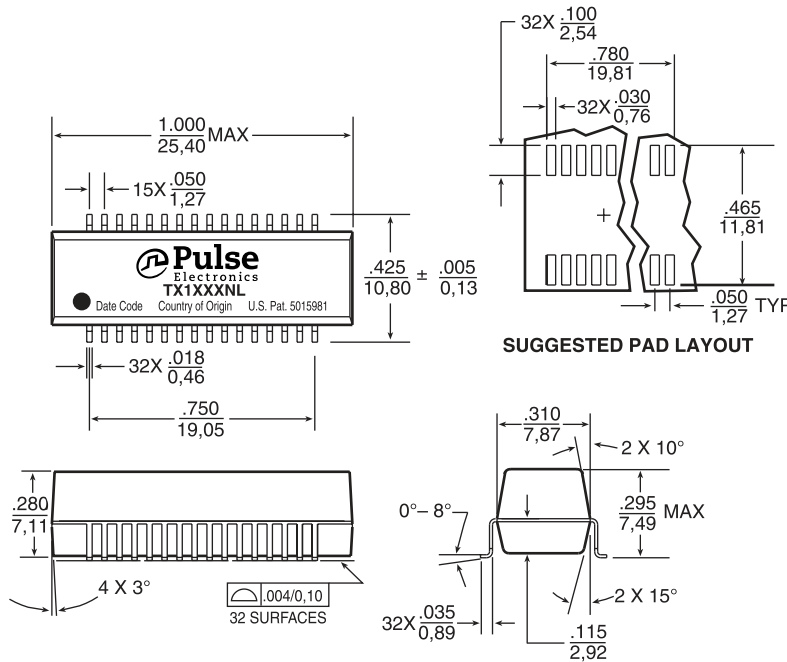 32X .100
2,54
.780
19,81
32X .030
0,76
1.000 MAX
25,40
15X .050
1,27
.465
11,81
.425 ± .005
10,80 0,13
Pulse
Electronics
TX1XXXNL
Date Code Country of Origin U.S. Pat. 5015981
.050 TYP
1,27
SUGGESTED PAD LAYOUT
32X .018
0,46
.750
19,05
.310
7,87
2 X 10°
.280
7,11
0°– 8°
.295 MAX
7,49
4 X 3°
.004/0,10
32 SURFACES
32X .035
0,89
2 X 15°
.115
2,92